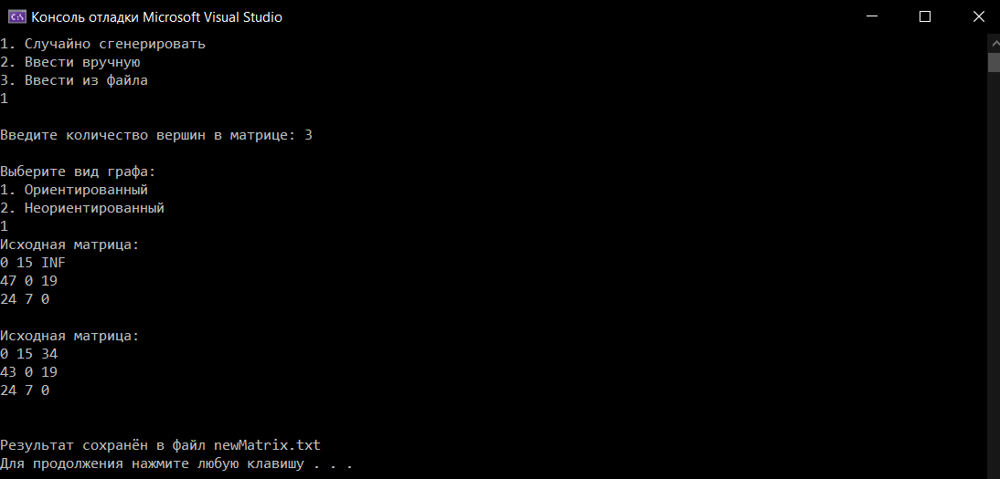 Консоль отладки Microsoft Visual Studio
1. Случайно сгенерировать
2. Ввести вручную
3. Ввести из файла
1
Введите количество вершин в матрице: 3
Выберите вид графа:
1. Ориентированный
2. Неориентированный
1
Исходная матрица:
0 15 INF
47 0 19
24 7 0
Исходная матрица:
0 15 34
43 0 19
24 7 0
Результат сохранён в файл newMatrix.txt
Для продолжения нажмите любую клавишу . . .